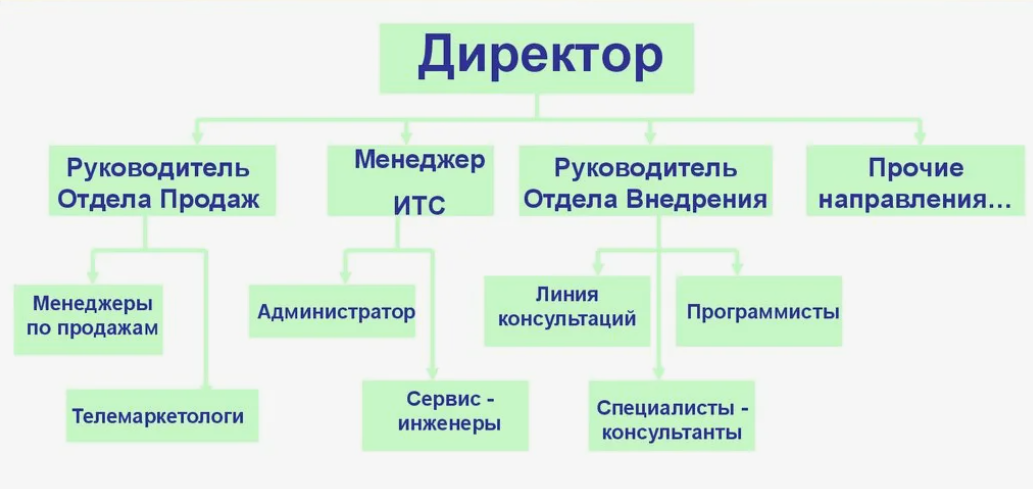 Директор
Руководитель
Отдела Продаж
Менеджер
ИТС
Руководитель
Отдела Внедрения
Прочие
направления...
Менеджеры
по продажам
Администратор
Линия
консультаций
Программисты
Телемаркетологи
Сервис -
инженеры
Специалисты -
консультанты